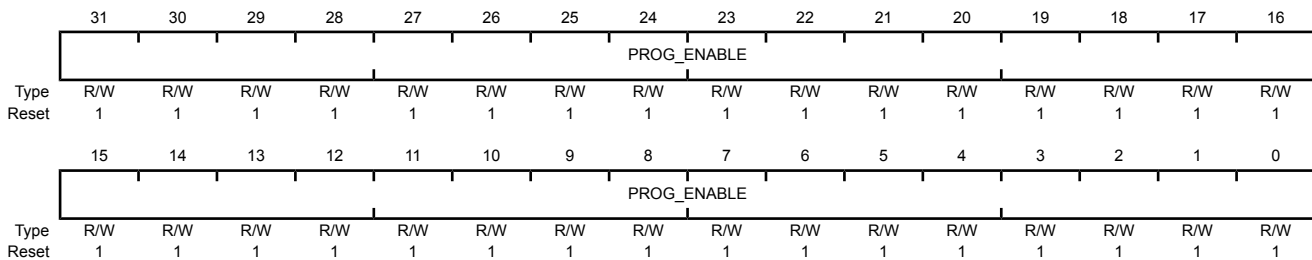 31 30 29 28 27 26 25 24 23 22 21 20 19 18 17 16
PROG_ENABLE
Type R/W R/W R/W R/W R/W R/W R/W R/W R/W R/W R/W R/W R/W R/W R/W R/W
Reset 1 1 1 1 1 1 1 1 1 1 1 1 1 1 1 1
15 14 13 12 11 10 9 8 7 6 5 4 3 2 1 0
PROG_ENABLE
Type R/W R/W R/W R/W R/W R/W R/W R/W R/W R/W R/W R/W R/W R/W R/W R/W
Reset 1 1 1 1 1 1 1 1 1 1 1 1 1 1 1 1